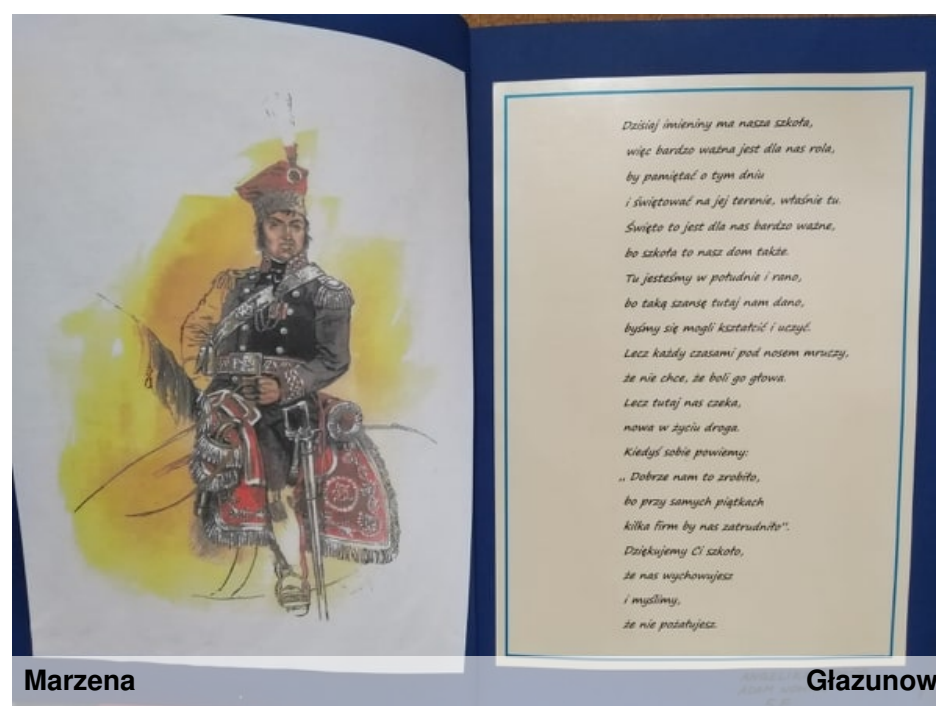 Dzisiaj imieniny ma nasza szkoła,
więc bardzo ważna jest dla nas rola,
by pamiętać o tym dniu
i świętować na jej terenie, właśnie tu.
Święto to jest dla nas bardzo ważne,
bo szkoła to nasz dom także.
Tu jesteśmy w południe i rano,
bo taką szansę tutaj nam dano,
byśmy się mogli kształcić i uczyć.
Lecz każdy czasami pod nosem mruczy,
że nie chce, że boli go głowa.
Lecz tutaj nas czeka,
nowa w życiu droga.
Kiedyś sobie powiemy:
„ Dobrze nam to zrobiło,
bo przy samych piątkach
kilka firm by nas zatrudniło”.
Dziękujemy Ci szkoło,
że nas wychowujesz
i myślimy,
że nie pożałujesz.
Marzena Głazunow